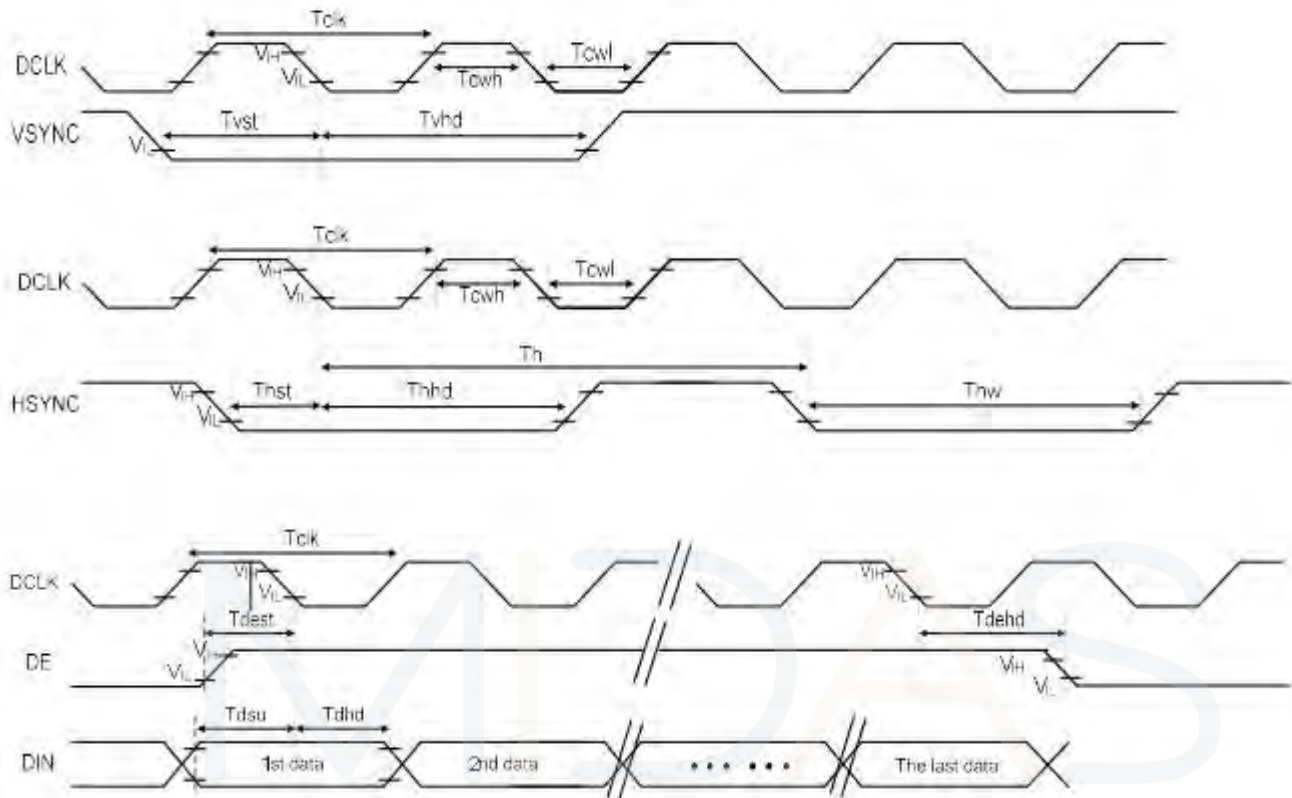 Tclk
DCLK
VIH
VIL
Tcwh
Tcwl
VSYNC
VIL
Tvst
Tvhd
Tclk
DCLK
VIH
VIL
Tcwh
Tcwl
Th
HSYNC
VIH
VIL
Thst
Thhd
Thw
Tclk
DCLK
VIH
VIL
VIH
VIL
Tdest
Tdehd
DE
V
VIL
VIH
VIL
Tdsu
Tdhd
DIN
1st data
2nd data
The last data
MIDAS